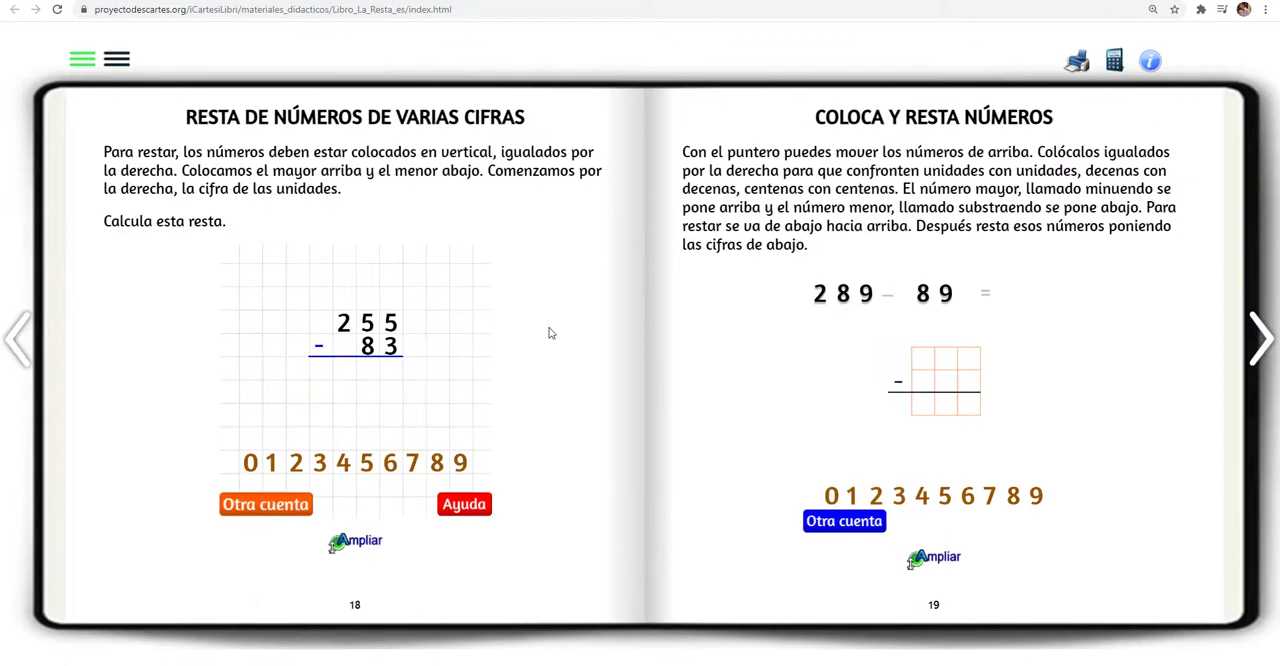 proyectodescartes.org/iCartesiLibri/materiales_didacticos/Libro_La_Resta_es/index.html
RESTA DE NÚMEROS DE VARIAS CIFRAS
Para restar, los números deben estar colocados en vertical, igualados por
la derecha. Colocamos el mayor arriba y el menor abajo. Comenzamos por
la derecha, la cifra de las unidades.
Calcula esta resta.
2 5 5
- 8 3
0 1 2 3 4 5 6 7 8 9
Otra cuenta Ayuda
Ampliar
18
COLOCA Y RESTA NÚMEROS
Con el puntero puedes mover los números de arriba. Colócalos igualados
por la derecha para que confronten unidades con unidades, decenas con
decenas, centenas con centenas. El número mayor, llamado minuendo se
pone arriba y el número menor, llamado substraendo se pone abajo. Para
restar se va de abajo hacia arriba. Después resta esos números poniendo
las cifras de abajo.
2 8 9 – 8 9 =
-
0 1 2 3 4 5 6 7 8 9
Otra cuenta
Ampliar
19